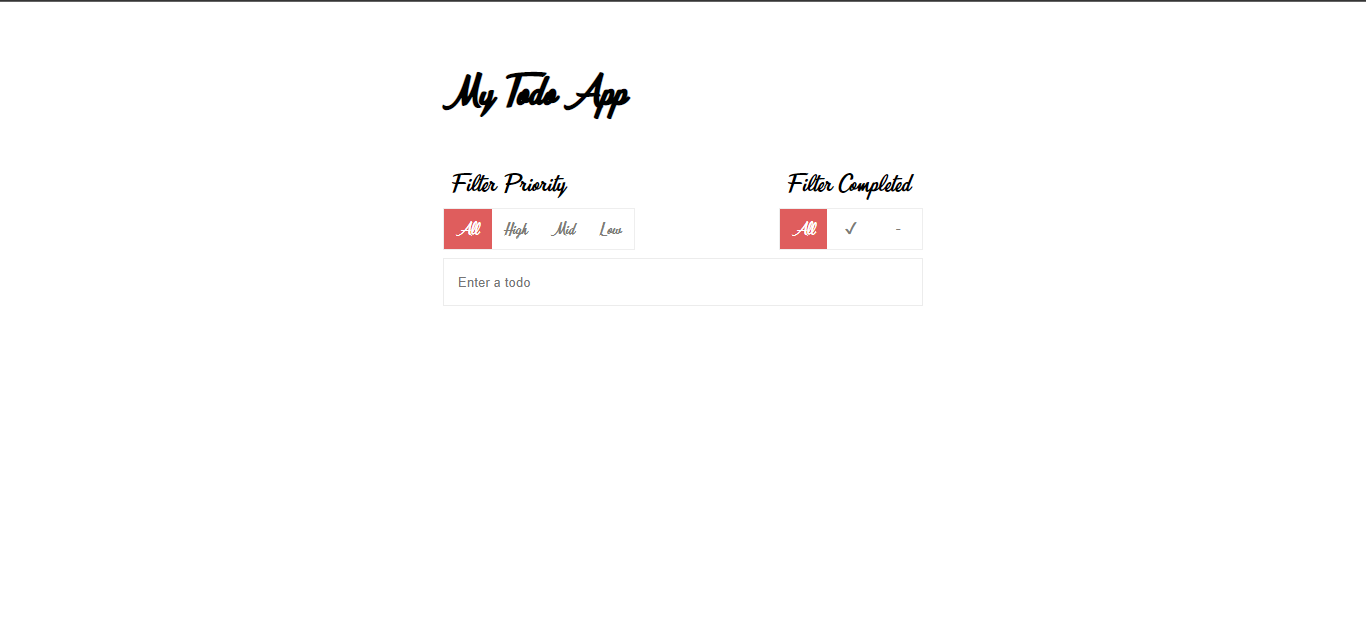 My Todo App
Filter Priority
Filter Completed
All High Mid Low
All ✓ -
Enter a todo